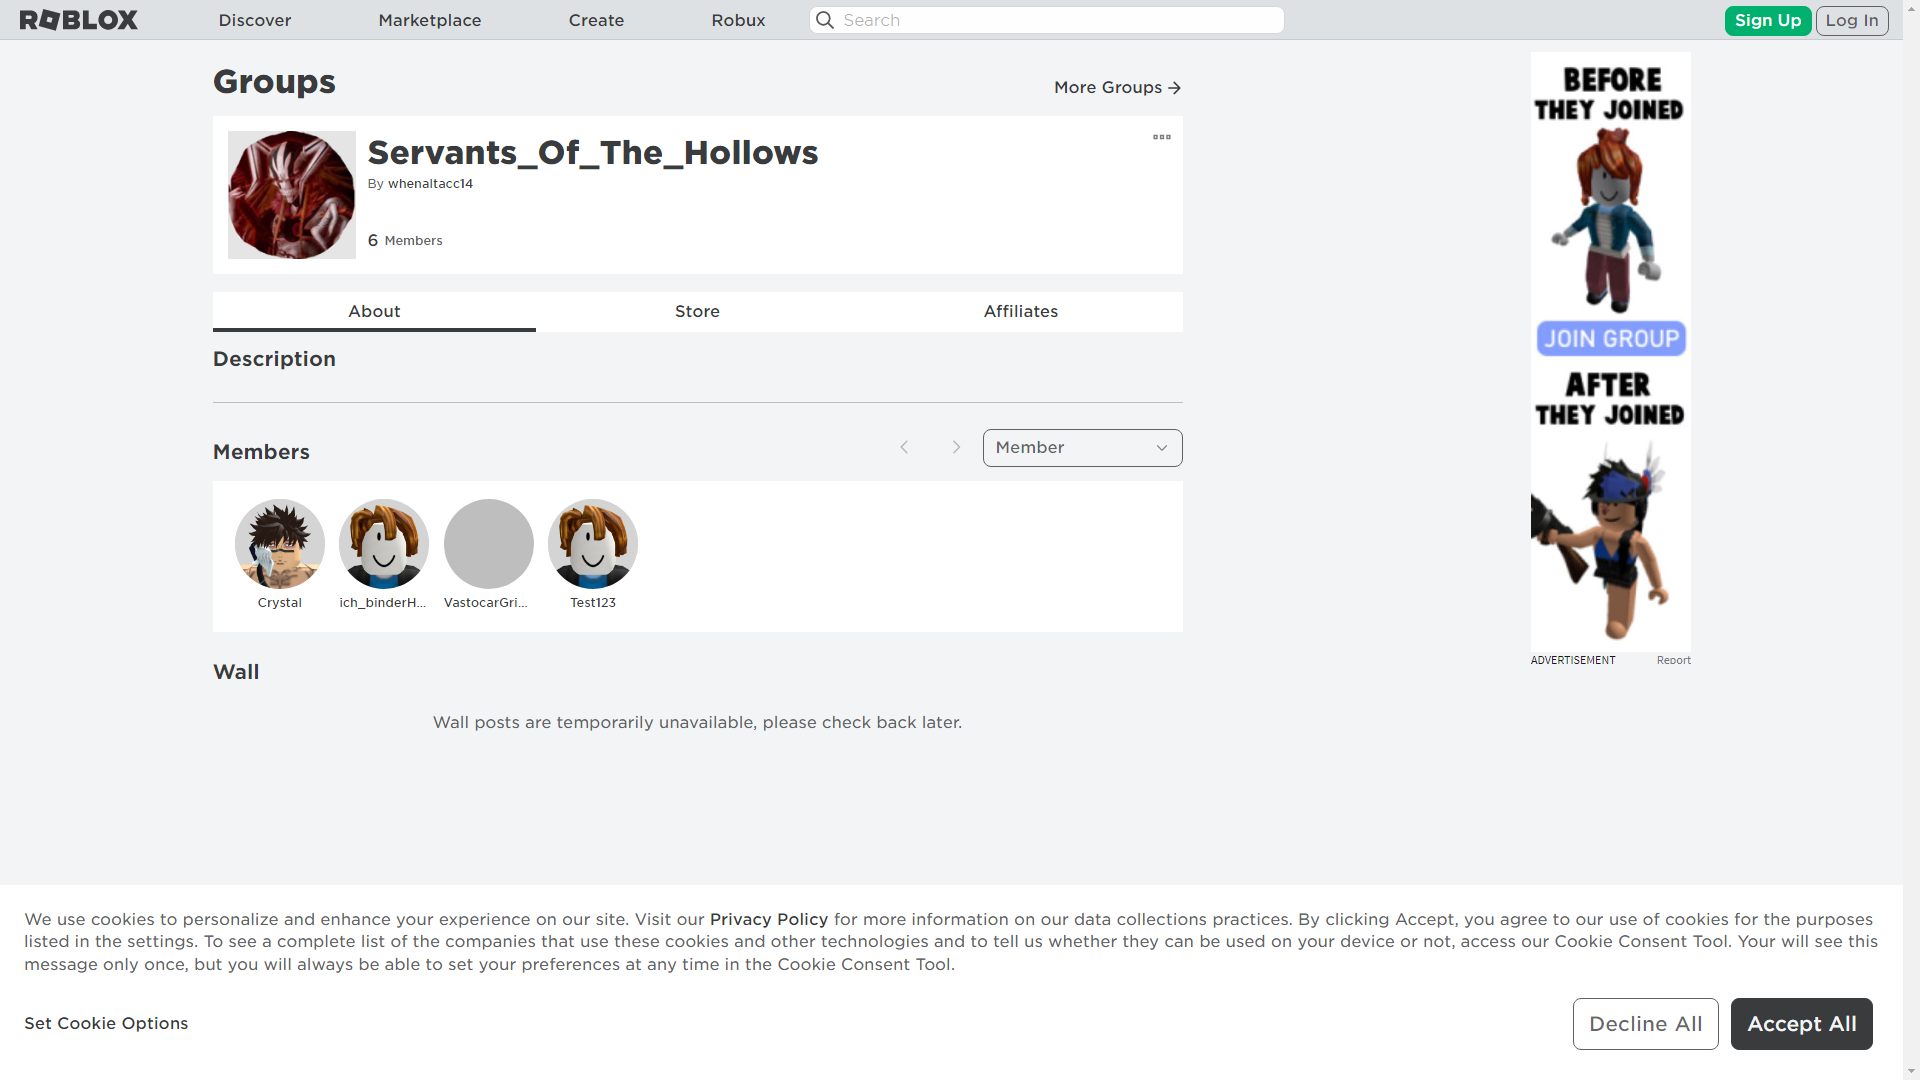 ROBLOX
Discover
Marketplace
Create
Robux
Search
Sign Up
Log In
Groups
More Groups
Servants_Of_The_Hollows
By whenaltacc14
6 Members
About
Store
Affiliates
Description
Members
Member
Crystal
ich_binderH...
VastocarGri...
Test123
Wall
Wall posts are temporarily unavailable, please check back later.
BEFORE
THEY JOINED
JOIN GROUP
AFTER
THEY JOINED
ADVERTISEMENT
Report
We use cookies to personalize and enhance your experience on our site. Visit our Privacy Policy for more information on our data collections practices. By clicking Accept, you agree to our use of cookies for the purposes
listed in the settings. To see a complete list of the companies that use these cookies and other technologies and to tell us whether they can be used on your device or not, access our Cookie Consent Tool. Your will see this
message only once, but you will always be able to set your preferences at any time in the Cookie Consent Tool.
Set Cookie Options
Decline All
Accept All